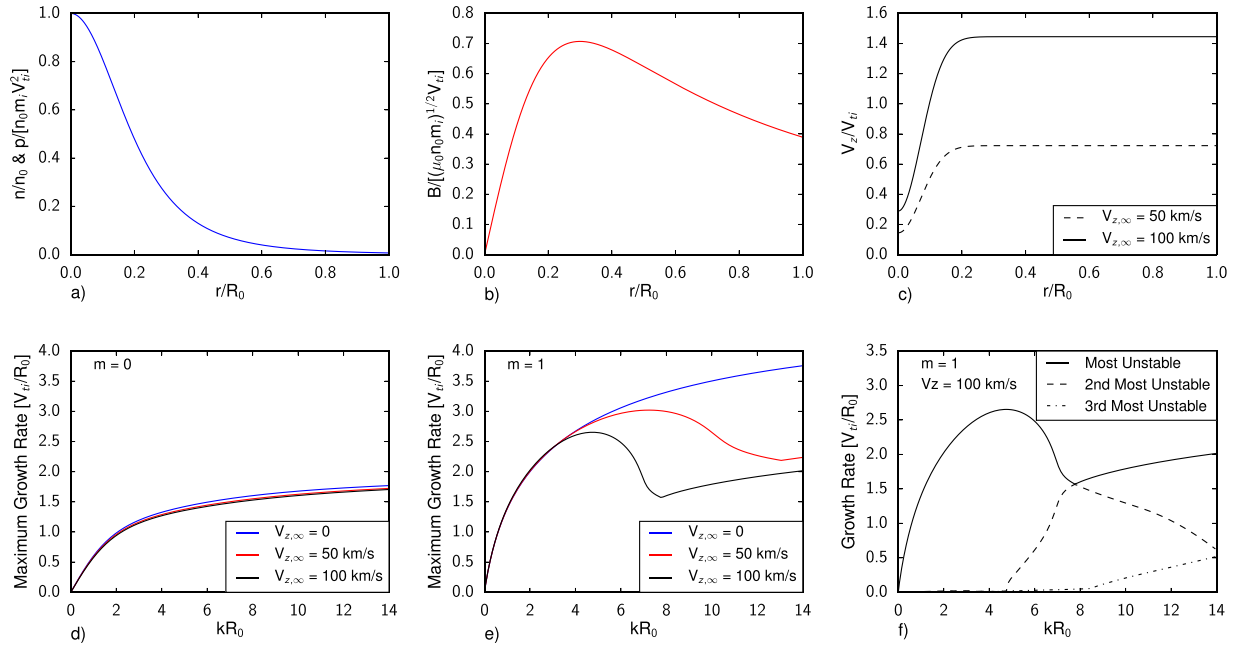 n/n₀ & p/[n₀mᵢV²ₜᵢ]
1.0
0.8
0.6
0.4
0.2
0.0
0.0 0.2 0.4 0.6 0.8 1.0
r/R₀
a)
B/[(μ₀n₀mᵢ)^{1/2}Vₜᵢ]
0.8
0.7
0.6
0.5
0.4
0.3
0.2
0.1
0.0
0.0 0.2 0.4 0.6 0.8 1.0
r/R₀
b)
V_z/Vₜᵢ
1.6
1.4
1.2
1.0
0.8
0.6
0.4
0.2
0.0
V_{z,∞} = 50 km/s
V_{z,∞} = 100 km/s
0.0 0.2 0.4 0.6 0.8 1.0
r/R₀
c)
Maximum Growth Rate [Vₜᵢ/R₀]
4.0
3.5
3.0
2.5
2.0
1.5
1.0
0.5
0.0
m = 0
V_{z,∞} = 0
V_{z,∞} = 50 km/s
V_{z,∞} = 100 km/s
0 2 4 6 8 10 12 14
kR₀
d)
Maximum Growth Rate [Vₜᵢ/R₀]
4.0
3.5
3.0
2.5
2.0
1.5
1.0
0.5
0.0
m = 1
V_{z,∞} = 0
V_{z,∞} = 50 km/s
V_{z,∞} = 100 km/s
0 2 4 6 8 10 12 14
kR₀
e)
Growth Rate [Vₜᵢ/R₀]
3.5
3.0
2.5
2.0
1.5
1.0
0.5
0.0
m = 1
Vz = 100 km/s
Most Unstable
2nd Most Unstable
3rd Most Unstable
0 2 4 6 8 10 12 14
kR₀
f)